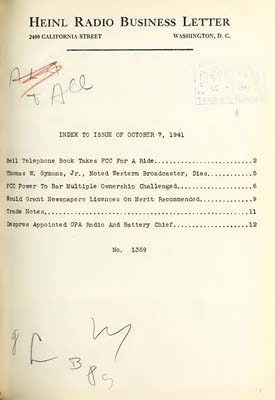 HEINL RADIO BUSINESS LETTER
2400 CALIFORNIA STREET WASHINGTON, D. C.
to All
INDEX TO ISSUE OF OCTOBER 7, 1941
Bell Telephone Book Takes FCC For A Ride....................2
Thomas W. Symons, Jr., Noted Western Broadcaster, Dies...........5
FCC Power To Bar Multiple Ownership Challenged...................6
Would Grant Newspapers Licenses On Merit Recommended.............9
Trade Notes.....................................................11
Despres Appointed OPA Radio And Battery Chief...................12
No. 1369